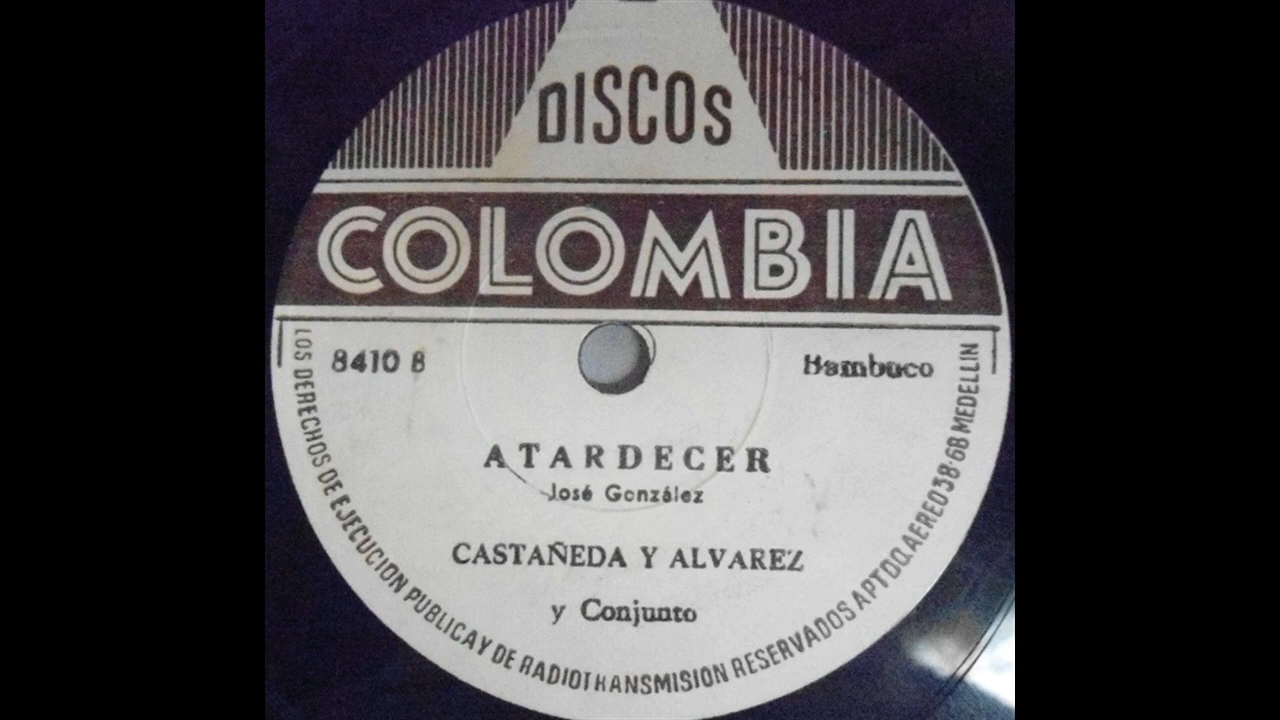 DISCOS
COLOMBIA
8410 B
Bambuco
ATARDECER
José González
CASTAÑEDA Y ALVAREZ
y Conjunto
LOS DERECHOS DE EJECUCION PUBLICA Y DE RADIOTRANSMISION RESERVADOS APTDO. AEREO 38-68 MEDELLIN